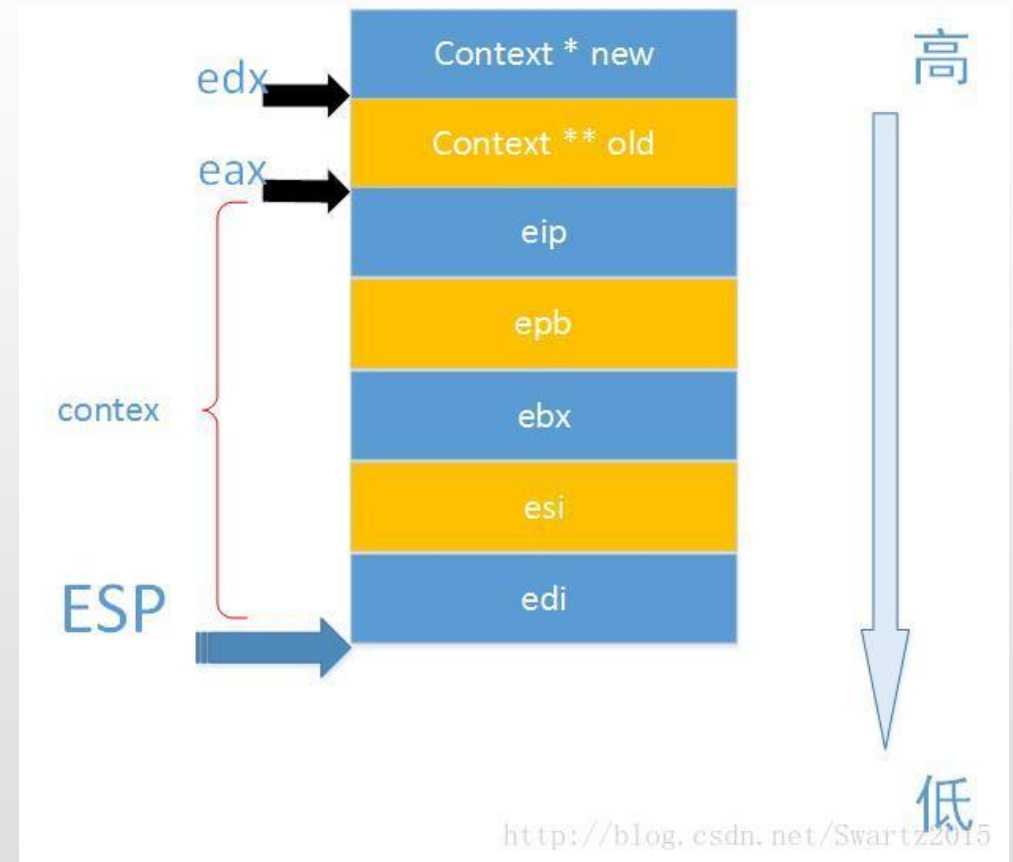 Context * new
高
edx
Context ** old
eax
eip
epb
contex
ebx
esi
ESP
edi
低
http://blog.csdn.net/Swartz2015